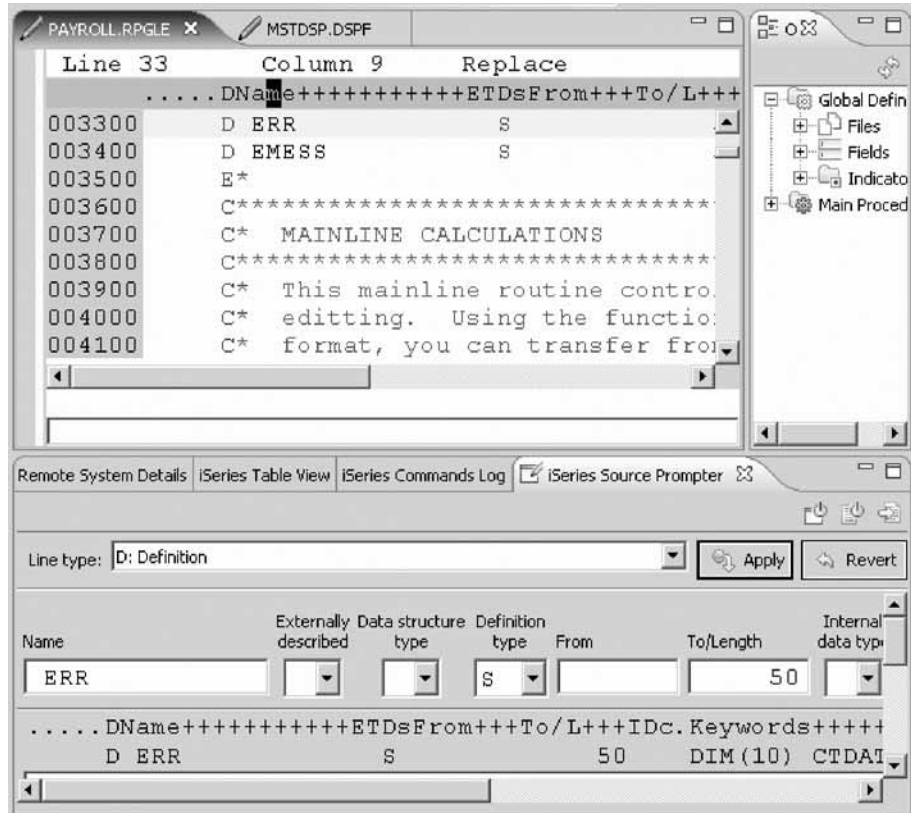 PAYROLL.RPGLE
MSTDSP.DSPF
Line 33 Column 9 Replace
.....DName+++++++++++ETDsFrom+++To/L+++
003300 D ERR S
003400 D EMESS S
003500 E*
003600 C*********************************
003700 C* MAINLINE CALCULATIONS
003800 C*********************************
003900 C* This mainline routine contro
004000 C* editting. Using the functio
004100 C* format, you can transfer fro
Global Defin
Files
Fields
Indicato
Main Proced
Remote System Details iSeries Table View iSeries Commands Log iSeries Source Prompter
Line type: D: Definition Apply Revert
Name Externally described Data structure type Definition type From To/Length Internal data typ
ERR S 50
.....DName+++++++++++ETDsFrom+++To/L+++IDc.Keywords+++++
D ERR S 50 DIM(10) CTDAT